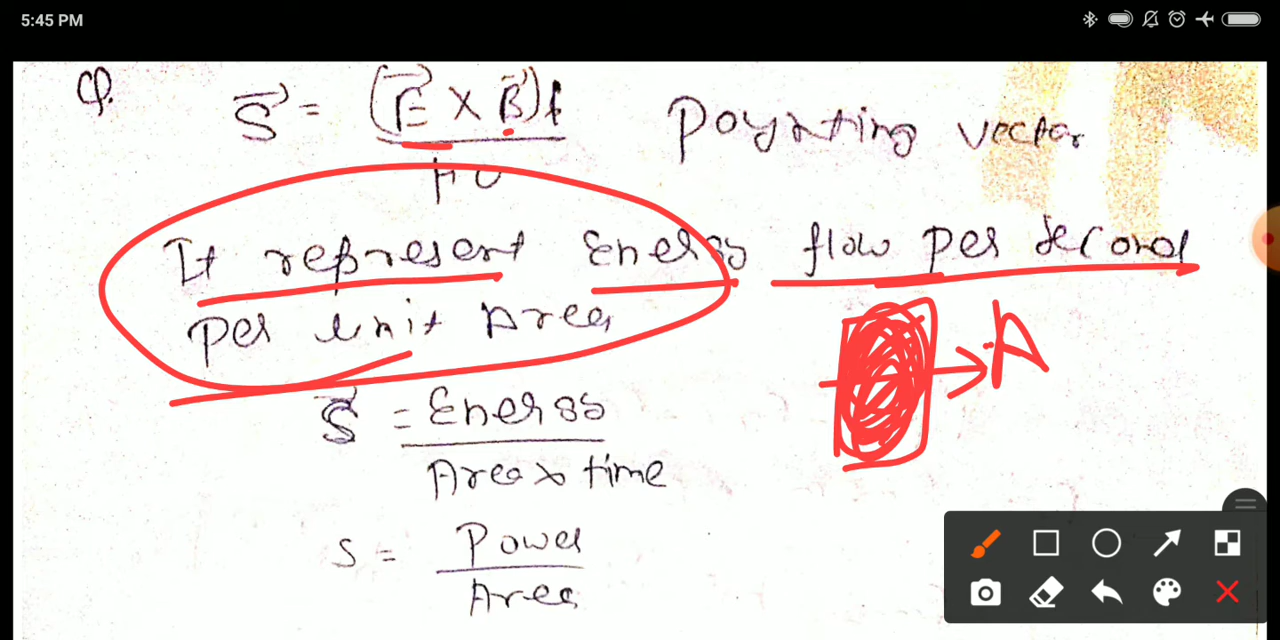 5:45 PM
Q. S⃗ = (E⃗ × B⃗) Poynting vector
μ0
It represent Energy flow per second
per unit Area
A
S⃗ = Energy
Area × time
S = Power
Area